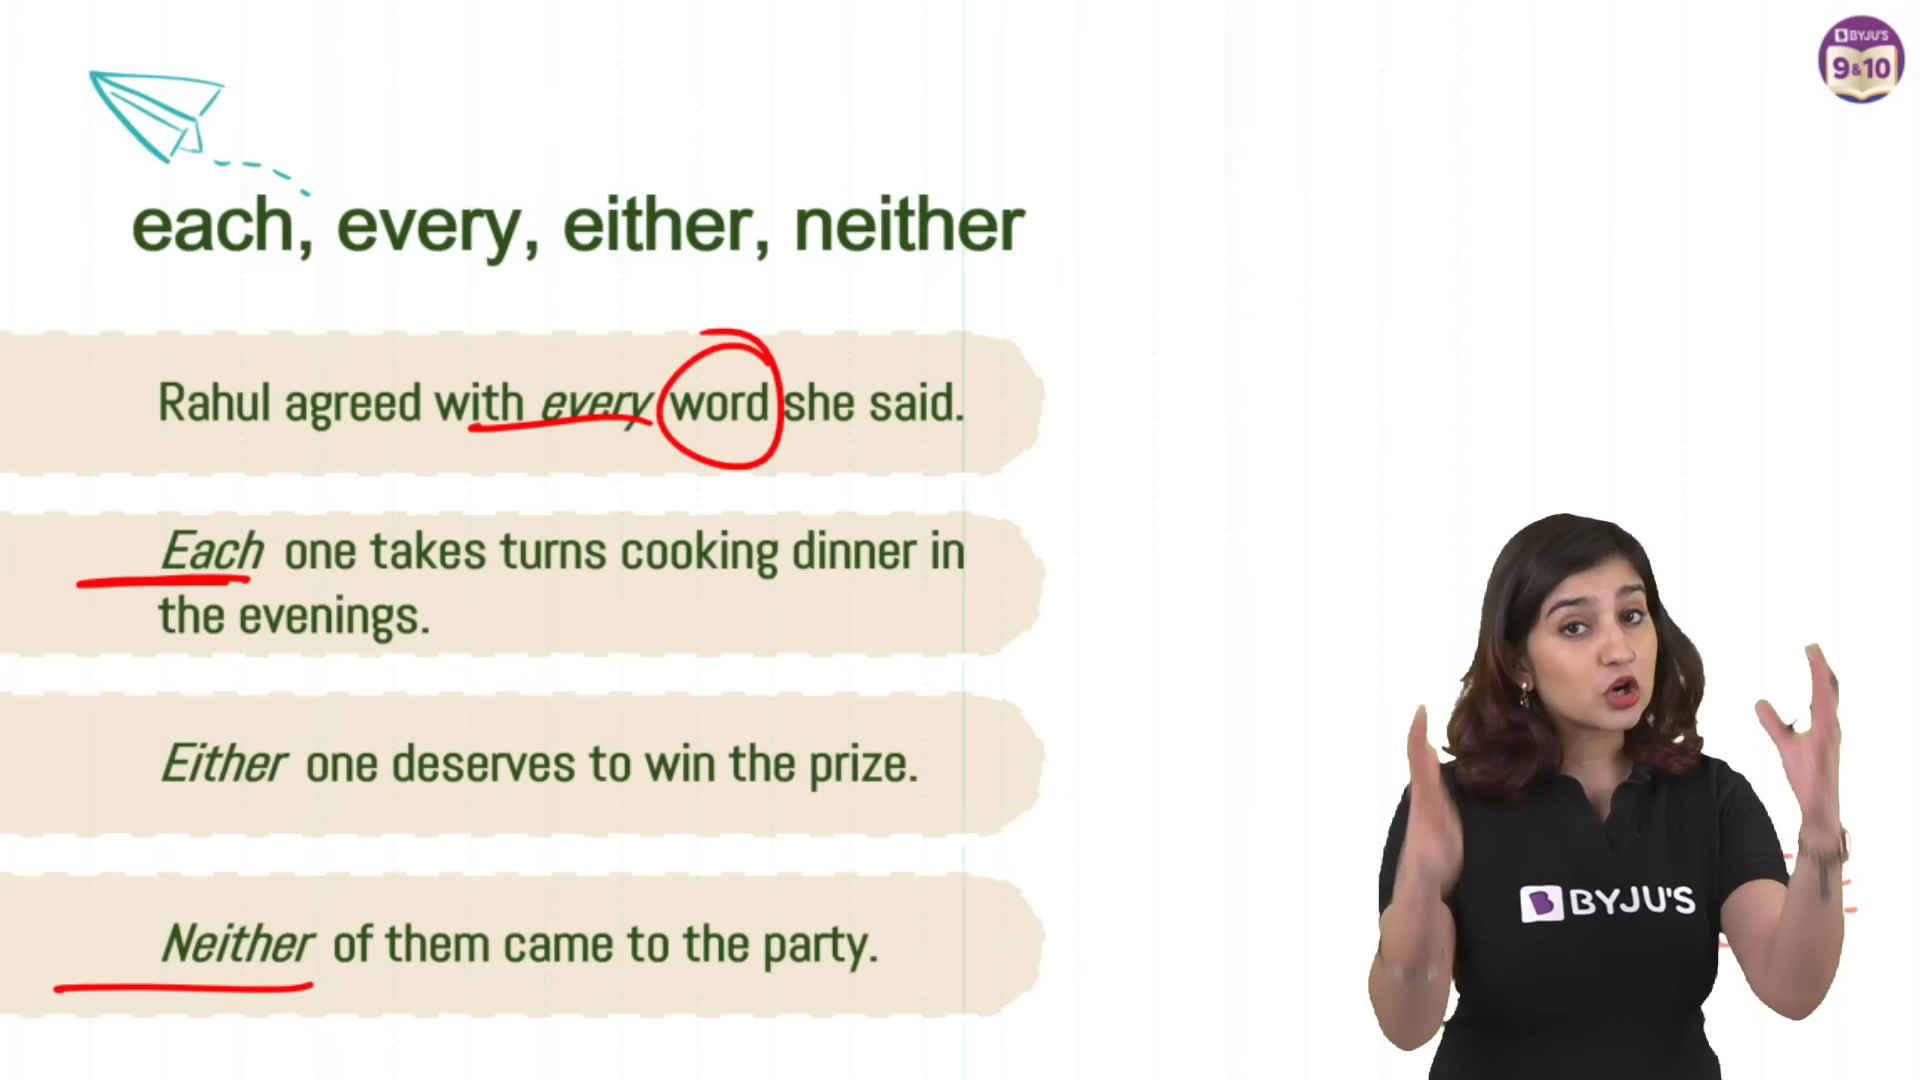 BYJU'S
9&10
each, every, either, neither
Rahul agreed with every word she said.
Each one takes turns cooking dinner in
the evenings.
Either one deserves to win the prize.
Neither of them came to the party.
BYJU'S